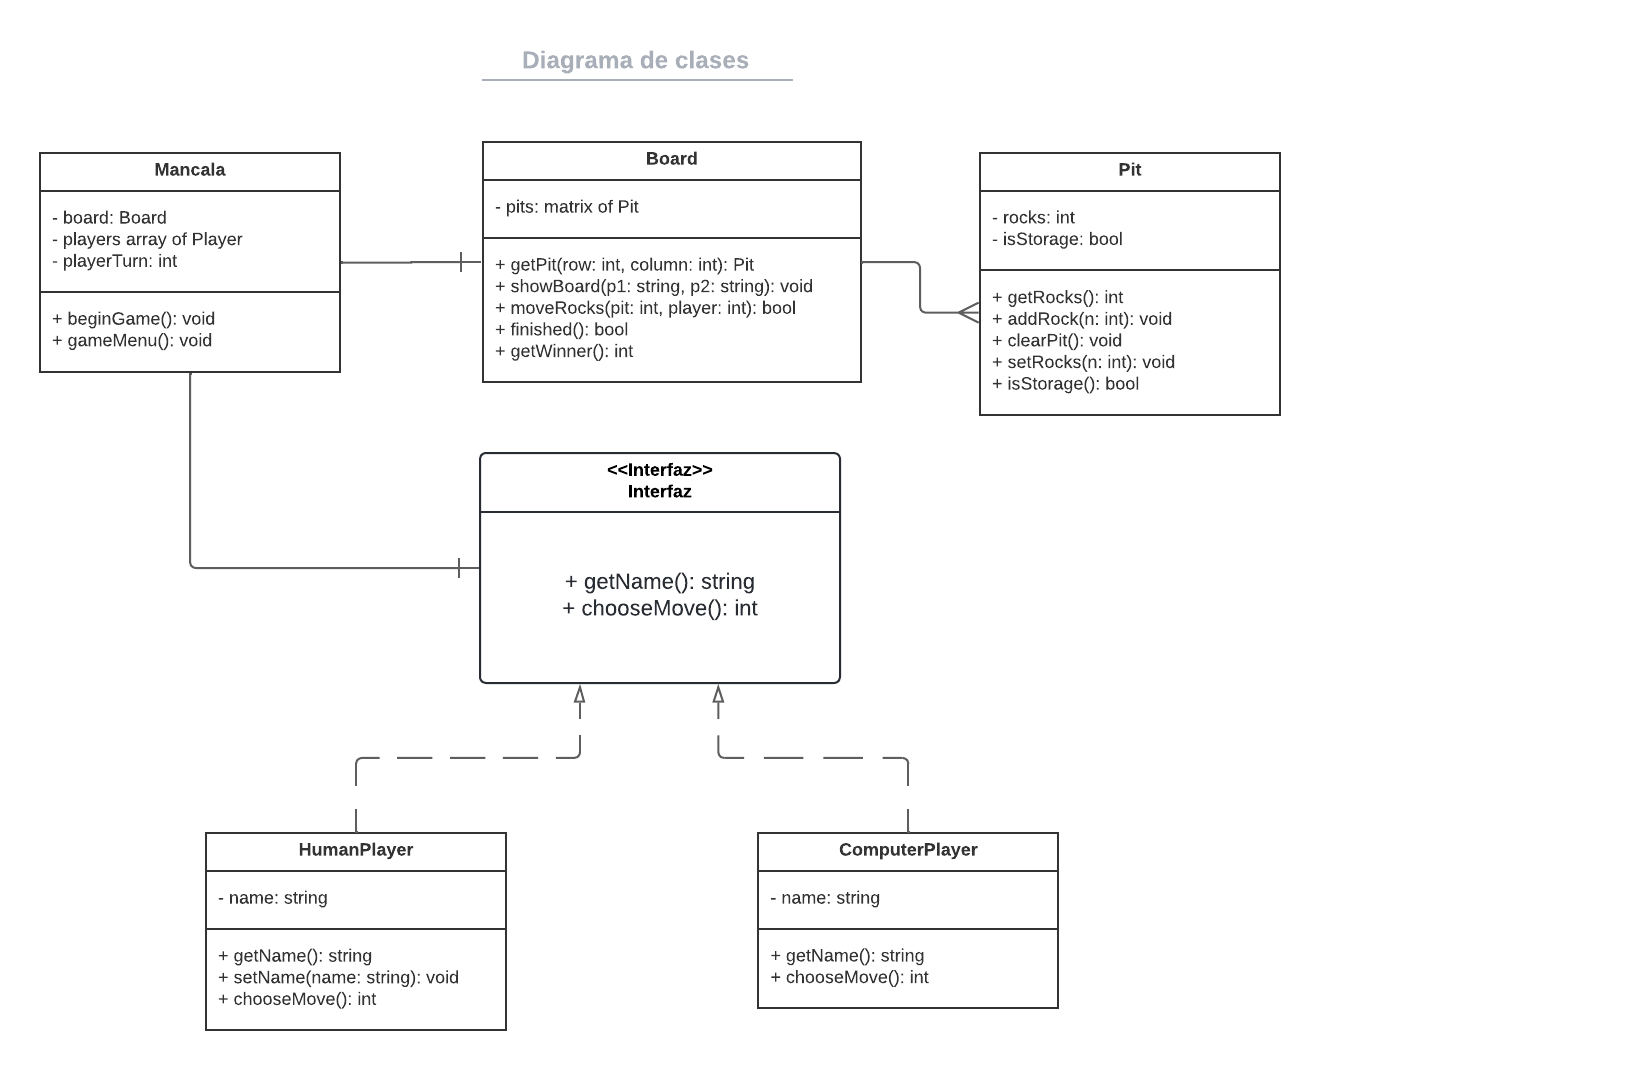 Diagrama de clases
Mancala
- board: Board
- players array of Player
- playerTurn: int
+ beginGame(): void
+ gameMenu(): void
Board
- pits: matrix of Pit
+ getPit(row: int, column: int): Pit
+ showBoard(p1: string, p2: string): void
+ moveRocks(pit: int, player: int): bool
+ finished(): bool
+ getWinner(): int
Pit
- rocks: int
- isStorage: bool
+ getRocks(): int
+ addRock(n: int): void
+ clearPit(): void
+ setRocks(n: int): void
+ isStorage(): bool
<<Interfaz>>
Interfaz
+ getName(): string
+ chooseMove(): int
HumanPlayer
- name: string
+ getName(): string
+ setName(name: string): void
+ chooseMove(): int
ComputerPlayer
- name: string
+ getName(): string
+ chooseMove(): int